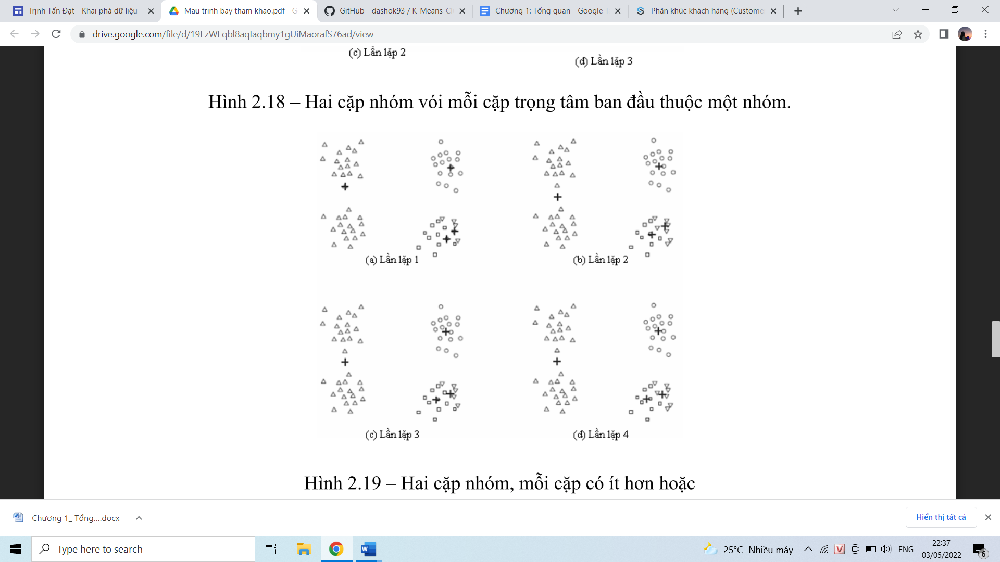 Trịnh Tấn Đạt - Khai phá dữ liệu -
Mau trinh bay tham khao.pdf - G
GitHub - dashok93 / K-Means-Cl
Chương 1: Tổng quan - Google T
Phân khúc khách hàng (Custome
drive.google.com/file/d/19EzWEqbl8aqIaqbmy1gUiMaorafS76ad/view
(c) Lần lặp 2
(d) Lần lặp 3
Hình 2.18 – Hai cặp nhóm vói mỗi cặp trọng tâm ban đầu thuộc một nhóm.
(a) Lần lặp 1
(b) Lần lặp 2
(c) Lần lặp 3
(d) Lần lặp 4
Hình 2.19 – Hai cặp nhóm, mỗi cặp có ít hơn hoặc
Chương 1_ Tổng....docx
Hiển thị tất cả
Type here to search
25°C Nhiều mây
ENG
22:37
03/05/2022
6